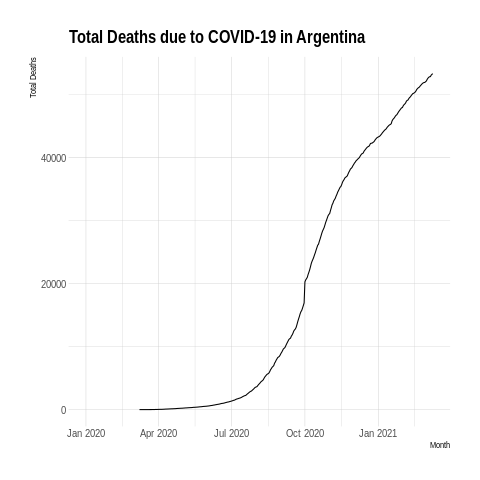 Total Deaths due to COVID-19 in Argentina
Total Deaths
40000
20000
0
Jan 2020 Apr 2020 Jul 2020 Oct 2020 Jan 2021
Month